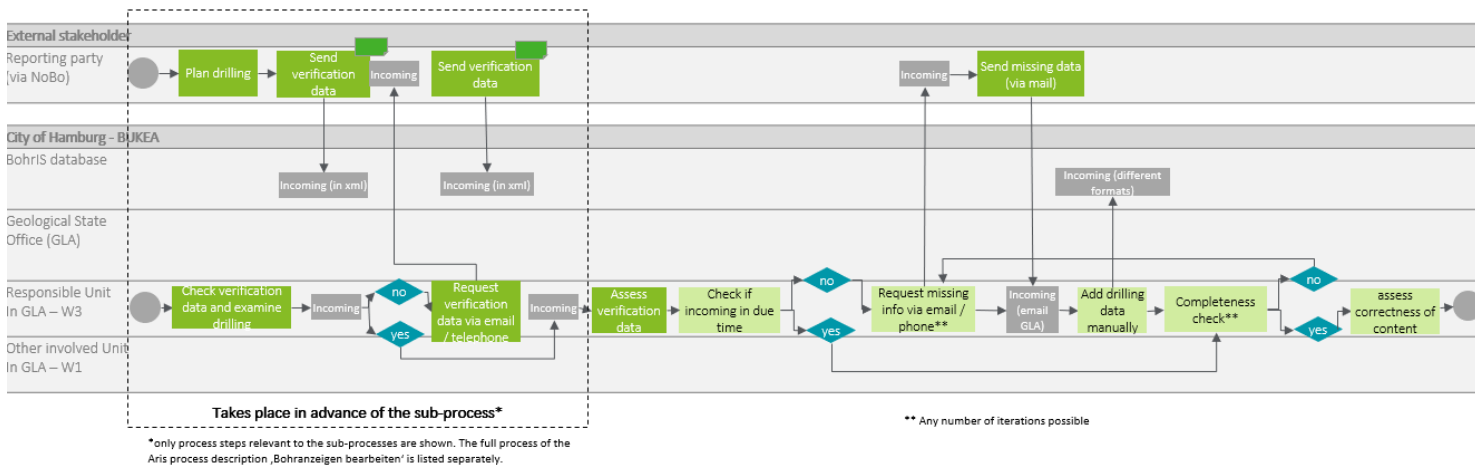 External stakeholder
Reporting party
(via NoBo)
Plan drilling
Send
verification
data
Incoming
Send verification
data
Incoming
Send missing data
(via mail)
City of Hamburg - BUKEA
BohrIS database
Incoming (in xml)
Incoming (in xml)
Incoming (different
formats)
Geological State
Office (GLA)
Responsible Unit
In GLA – W3
Check verification
data and examine
drilling
Incoming
no
yes
Request
verification
data via email
/ telephone
Incoming
Assess
verification
data
Check if
incoming in due
time
no
yes
Request missing
info via email /
phone**
Incoming
(email
GLA)
Add drilling
data
manually
Completeness
check**
no
yes
assess
correctness of
content
Other involved Unit
In GLA – W1
Takes place in advance of the sub-process*
** Any number of iterations possible
*only process steps relevant to the sub-processes are shown. The full process of the
Aris process description ‚Bohranzeigen bearbeiten' is listed separately.